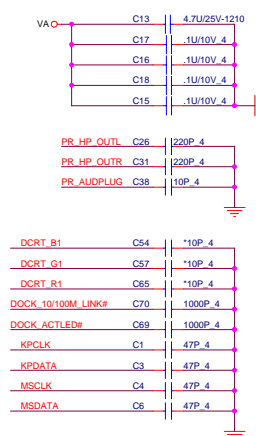 C13 4.7U/25V-1210
VA
C17 .1U/10V_4
C16 .1U/10V_4
C18 .1U/10V_4
C15 .1U/10V_4
PR_HP_OUTL C26 220P_4
PR_HP_OUTR C31 220P_4
PR_AUDPLUG C38 10P_4
DCRT_B1 C54 *10P_4
DCRT_G1 C57 *10P_4
DCRT_R1 C65 *10P_4
DOCK_10/100M_LINK# C70 1000P_4
DOCK_ACTLED# C69 1000P_4
KPCLK C1 47P_4
KPDATA C3 47P_4
MSCLK C4 47P_4
MSDATA C6 47P_4